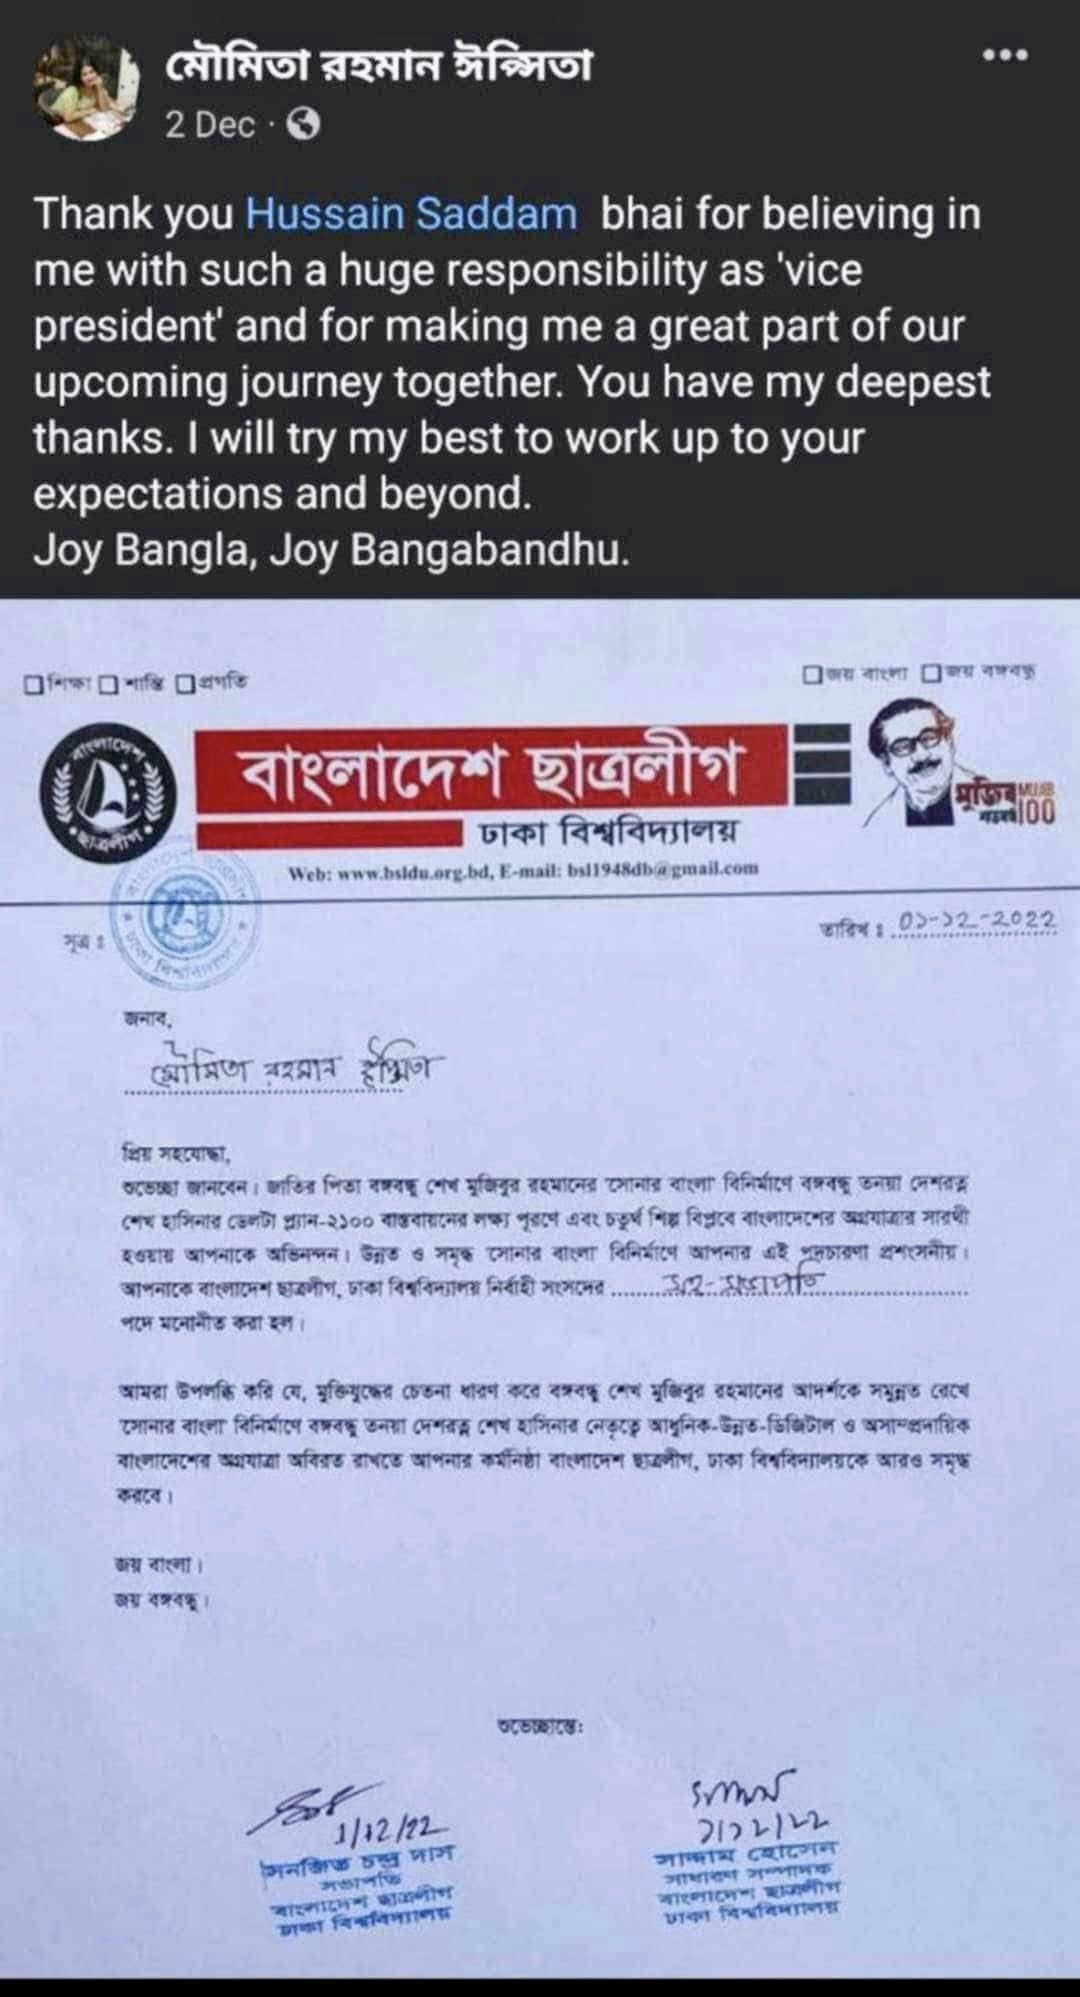 মৌমিতা রহমান ঈপ্সিতা
2 Dec ·
Thank you Hussain Saddam bhai for believing in
me with such a huge responsibility as 'vice
president' and for making me a great part of our
upcoming journey together. You have my deepest
thanks. I will try my best to work up to your
expectations and beyond.
Joy Bangla, Joy Bangabandhu.
শিক্ষা শান্তি প্রগতি
জয় বাংলা জয় বঙ্গবন্ধু
বাংলাদেশ
ছাত্রলীগ
বাংলাদেশ ছাত্রলীগ
মুজিব MUJIB
শতবর্ষ 100
ঢাকা বিশ্ববিদ্যালয়
Web: www.bsldu.org.bd, E-mail: bsl1948db@gmail.com
সূত্র ঃ
ঢাকা বিশ্ববিদ্যালয়
তারিখ ঃ ০১-১২-২০২২
জনাব,
মৌমিতা রহমান ঈপ্সিতা
প্রিয় সহযোদ্ধা,
শুভেচ্ছা জানবেন। জাতির পিতা বঙ্গবন্ধু শেখ মুজিবুর রহমানের 'সোনার বাংলা' বিনির্মাণে বঙ্গবন্ধু তনয়া দেশরত্ন
শেখ হাসিনার ডেলটা প্ল্যান-২১০০ বাস্তবায়নের লক্ষ্য পূরণে এবং চতুর্থ শিল্প বিপ্লবে বাংলাদেশের অগ্রযাত্রার সারথী
হওয়ায় আপনাকে অভিনন্দন। উন্নত ও সমৃদ্ধ 'সোনার বাংলা' বিনির্মাণে আপনার এই পদচারণা প্রশংসনীয়।
আপনাকে বাংলাদেশ ছাত্রলীগ, ঢাকা বিশ্ববিদ্যালয় নির্বাহী সংসদের ........সহ-সভাপতি....................
পদে মনোনীত করা হল।
আমরা উপলব্ধি করি যে, মুক্তিযুদ্ধের চেতনা ধারণ করে বঙ্গবন্ধু শেখ মুজিবুর রহমানের আদর্শকে সমুন্নত রেখে
'সোনার বাংলা' বিনির্মাণে বঙ্গবন্ধু তনয়া দেশরত্ন শেখ হাসিনার নেতৃত্বে আধুনিক-উন্নত-ডিজিটাল ও অসাম্প্রদায়িক
বাংলাদেশের অগ্রযাত্রা অবিরত রাখতে আপনার কর্মনিষ্ঠা বাংলাদেশ ছাত্রলীগ, ঢাকা বিশ্ববিদ্যালয়কে আরও সমৃদ্ধ
করবে।
জয় বাংলা।
জয় বঙ্গবন্ধু।
শুভেচ্ছান্তে:
1/12/22
সনজিত চন্দ্র দাস
সভাপতি
বাংলাদেশ ছাত্রলীগ
ঢাকা বিশ্ববিদ্যালয়
সাদ্দাম
১/১২/২২
সাদ্দাম হোসেন
সাধারণ সম্পাদক
বাংলাদেশ ছাত্রলীগ
ঢাকা বিশ্ববিদ্যালয়